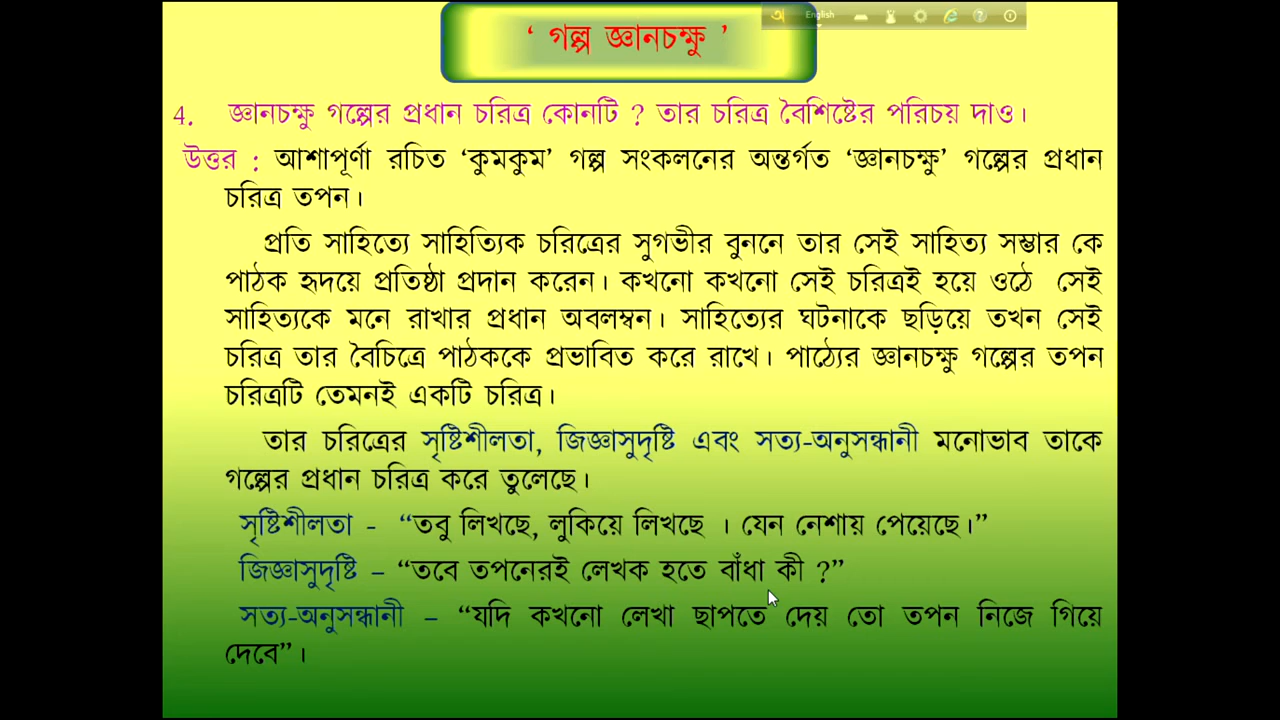 ‘ গল্প জ্ঞানচক্ষু ’
English
4. জ্ঞানচক্ষু গল্পের প্রধান চরিত্র কোনটি ? তার চরিত্র বৈশিষ্টের পরিচয় দাও।
উত্তর : আশাপূর্ণা রচিত ‘কুমকুম’ গল্প সংকলনের অন্তর্গত ‘জ্ঞানচক্ষু’ গল্পের প্রধান
চরিত্র তপন।
প্রতি সাহিত্যে সাহিত্যিক চরিত্রের সুগভীর বুননে তার সেই সাহিত্য সম্ভার কে
পাঠক হৃদয়ে প্রতিষ্ঠা প্রদান করেন। কখনো কখনো সেই চরিত্রই হয়ে ওঠে সেই
সাহিত্যকে মনে রাখার প্রধান অবলম্বন। সাহিত্যের ঘটনাকে ছড়িয়ে তখন সেই
চরিত্র তার বৈচিত্রে পাঠককে প্রভাবিত করে রাখে। পাঠ্যের জ্ঞানচক্ষু গল্পের তপন
চরিত্রটি তেমনই একটি চরিত্র।
তার চরিত্রের সৃষ্টিশীলতা, জিজ্ঞাসুদৃষ্টি এবং সত্য-অনুসন্ধানী মনোভাব তাকে
গল্পের প্রধান চরিত্র করে তুলেছে।
সৃষ্টিশীলতা - “তবু লিখছে, লুকিয়ে লিখছে । যেন নেশায় পেয়েছে।”
জিজ্ঞাসুদৃষ্টি – “তবে তপনেরই লেখক হতে বাঁধা কী ?”
সত্য-অনুসন্ধানী – “যদি কখনো লেখা ছাপতে দেয় তো তপন নিজে গিয়ে
দেবে”।